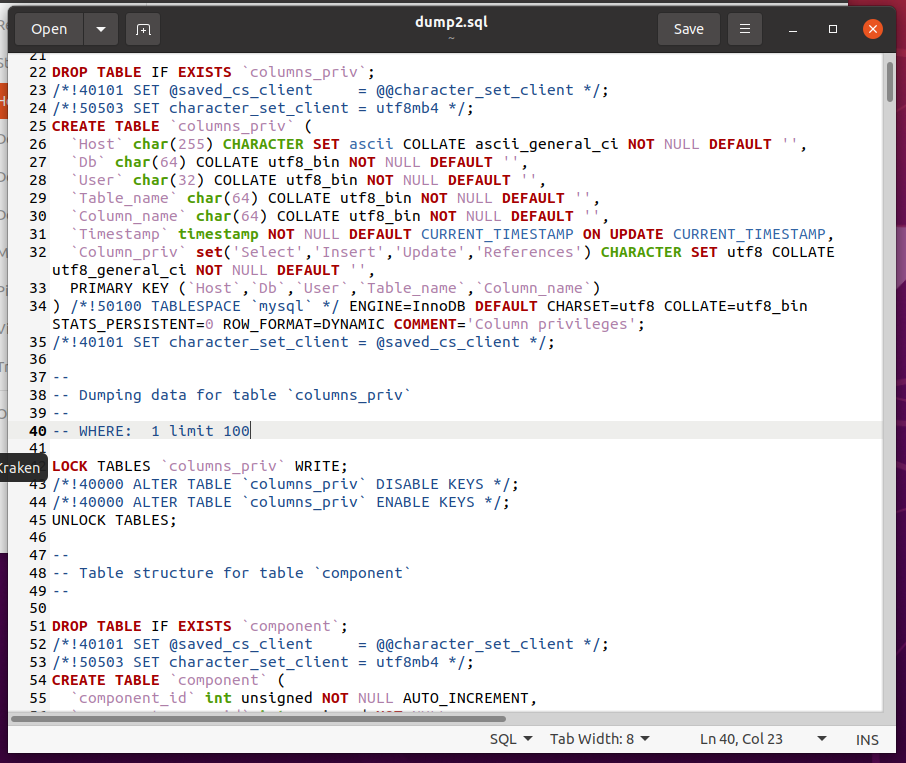 Open
dump2.sql
~
Save
21
22 DROP TABLE IF EXISTS `columns_priv`;
23 /*!40101 SET @saved_cs_client     = @@character_set_client */;
24 /*!50503 SET character_set_client = utf8mb4 */;
25 CREATE TABLE `columns_priv` (
26   `Host` char(255) CHARACTER SET ascii COLLATE ascii_general_ci NOT NULL DEFAULT '',
27   `Db` char(64) COLLATE utf8_bin NOT NULL DEFAULT '',
28   `User` char(32) COLLATE utf8_bin NOT NULL DEFAULT '',
29   `Table_name` char(64) COLLATE utf8_bin NOT NULL DEFAULT '',
30   `Column_name` char(64) COLLATE utf8_bin NOT NULL DEFAULT '',
31   `Timestamp` timestamp NOT NULL DEFAULT CURRENT_TIMESTAMP ON UPDATE CURRENT_TIMESTAMP,
32   `Column_priv` set('Select','Insert','Update','References') CHARACTER SET utf8 COLLATE
utf8_general_ci NOT NULL DEFAULT '',
33   PRIMARY KEY (`Host`,`Db`,`User`,`Table_name`,`Column_name`)
34 ) /*!50100 TABLESPACE `mysql` */ ENGINE=InnoDB DEFAULT CHARSET=utf8 COLLATE=utf8_bin
STATS_PERSISTENT=0 ROW_FORMAT=DYNAMIC COMMENT='Column privileges';
35 /*!40101 SET character_set_client = @saved_cs_client */;
36
37 --
38 -- Dumping data for table `columns_priv`
39 --
40 -- WHERE:  1 limit 100
41
LOCK TABLES `columns_priv` WRITE;
Kraken
43 /*!40000 ALTER TABLE `columns_priv` DISABLE KEYS */;
44 /*!40000 ALTER TABLE `columns_priv` ENABLE KEYS */;
45 UNLOCK TABLES;
46
47 --
48 -- Table structure for table `component`
49 --
50
51 DROP TABLE IF EXISTS `component`;
52 /*!40101 SET @saved_cs_client     = @@character_set_client */;
53 /*!50503 SET character_set_client = utf8mb4 */;
54 CREATE TABLE `component` (
55   `component_id` int unsigned NOT NULL AUTO_INCREMENT,
SQL
Tab Width: 8
Ln 40, Col 23
INS